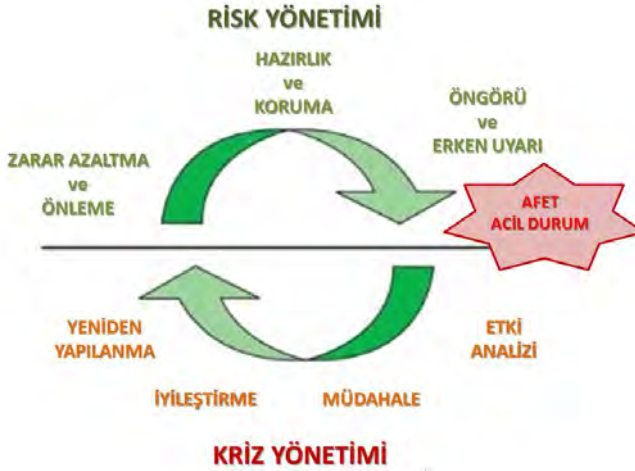 RİSK YÖNETİMİ
HAZIRLIK
ve
KORUMA
ÖNGÖRÜ
ve
ERKEN UYARI
ZARAR AZALTMA
ve
ÖNLEME
AFET
ACİL DURUM
YENİDEN
YAPILANMA
ETKİ
ANALİZİ
İYİLEŞTİRME
MÜDAHALE
KRİZ YÖNETİMİ